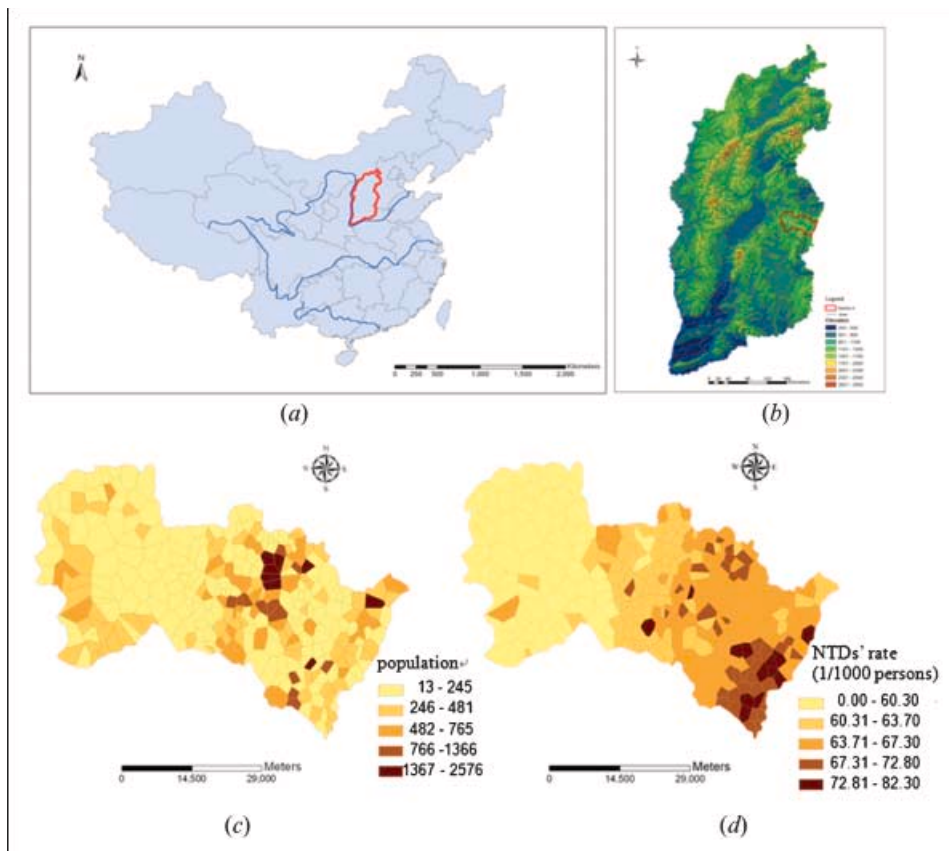 N
Kilometers
0 250 500 1,000 1,500 2,000
(a)
Legend
Elevation
(b)
N
S
N
W E
S
population
13 - 245
246 - 481
482 - 765
766 - 1366
1367 - 2576
Meters
0 14,500 29,000
(c)
NTDs' rate
(1/1000 persons)
0.00 - 60.30
60.31 - 63.70
63.71 - 67.30
67.31 - 72.80
72.81 - 82.30
Meters
0 14,500 29,000
(d)